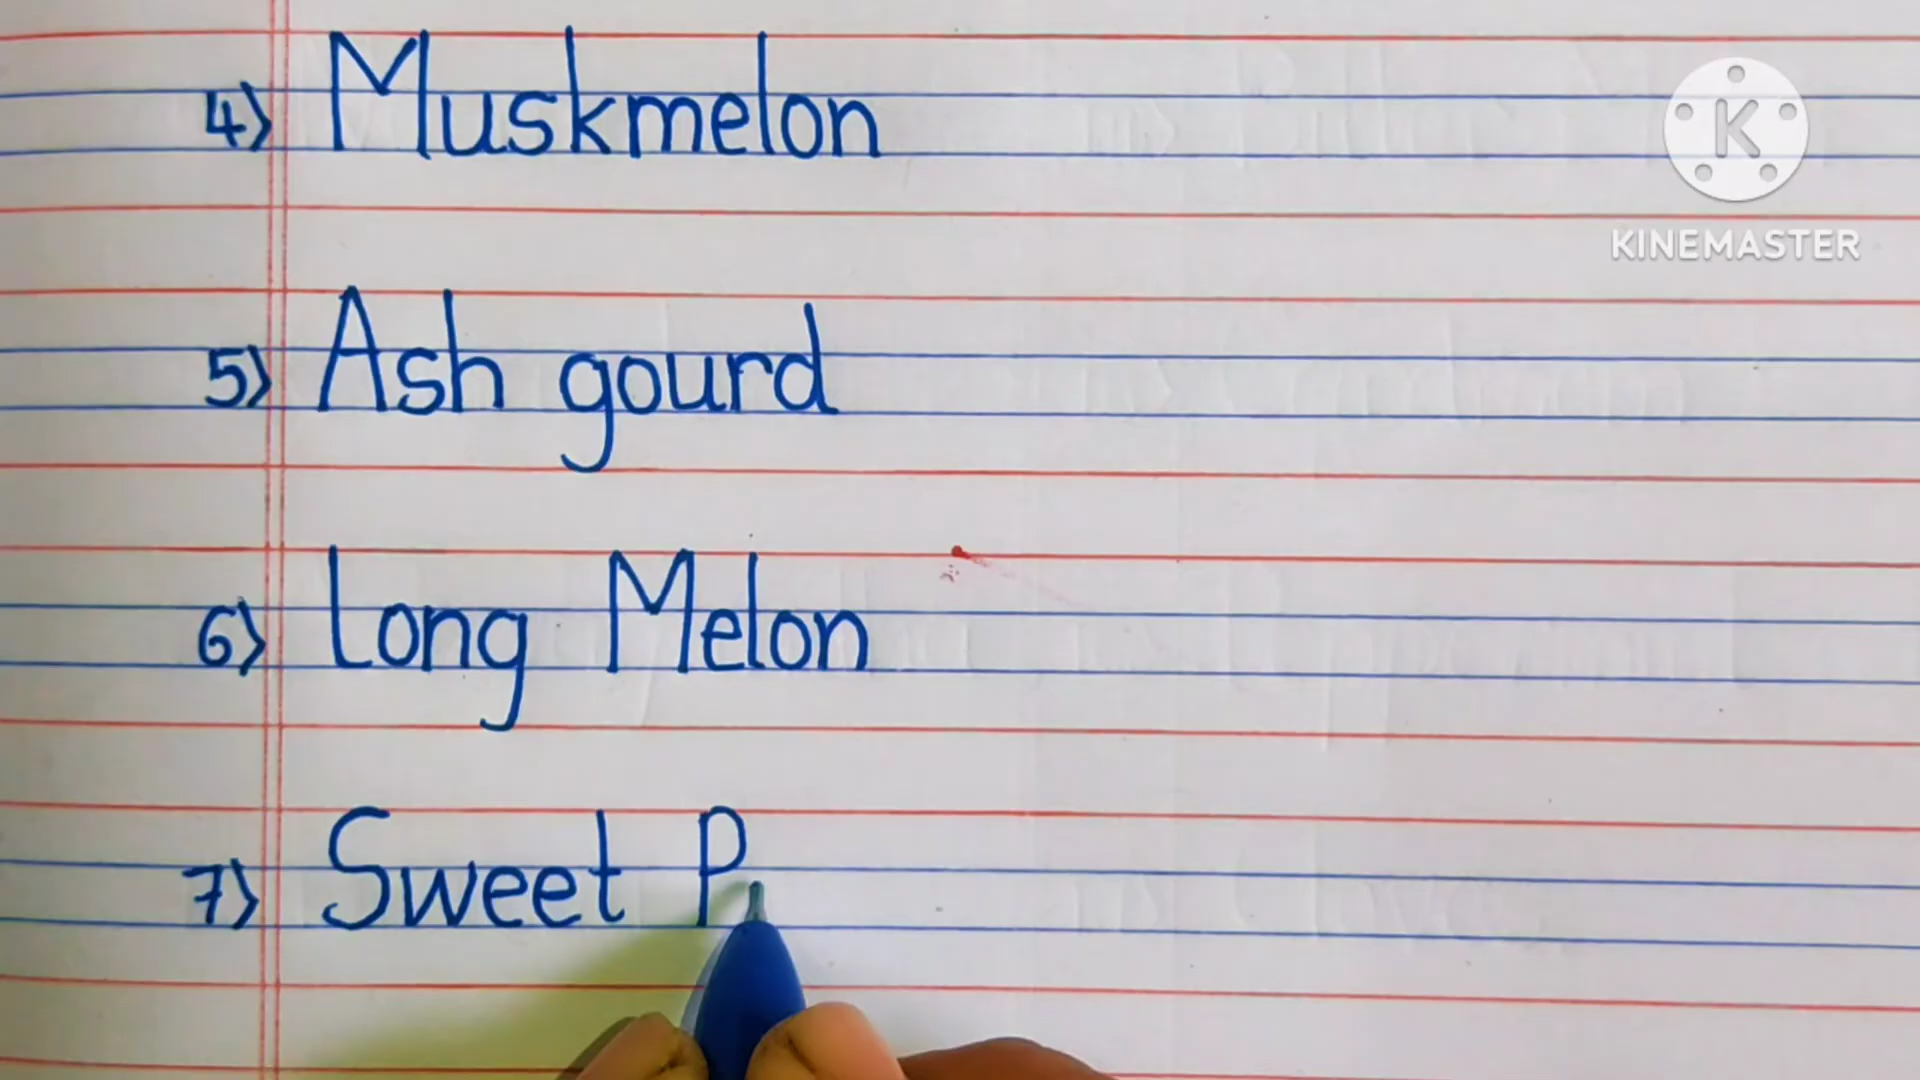 4) Muskmelon
K
KINEMASTER
5) Ash gourd
6) Long Melon
7) Sweet P